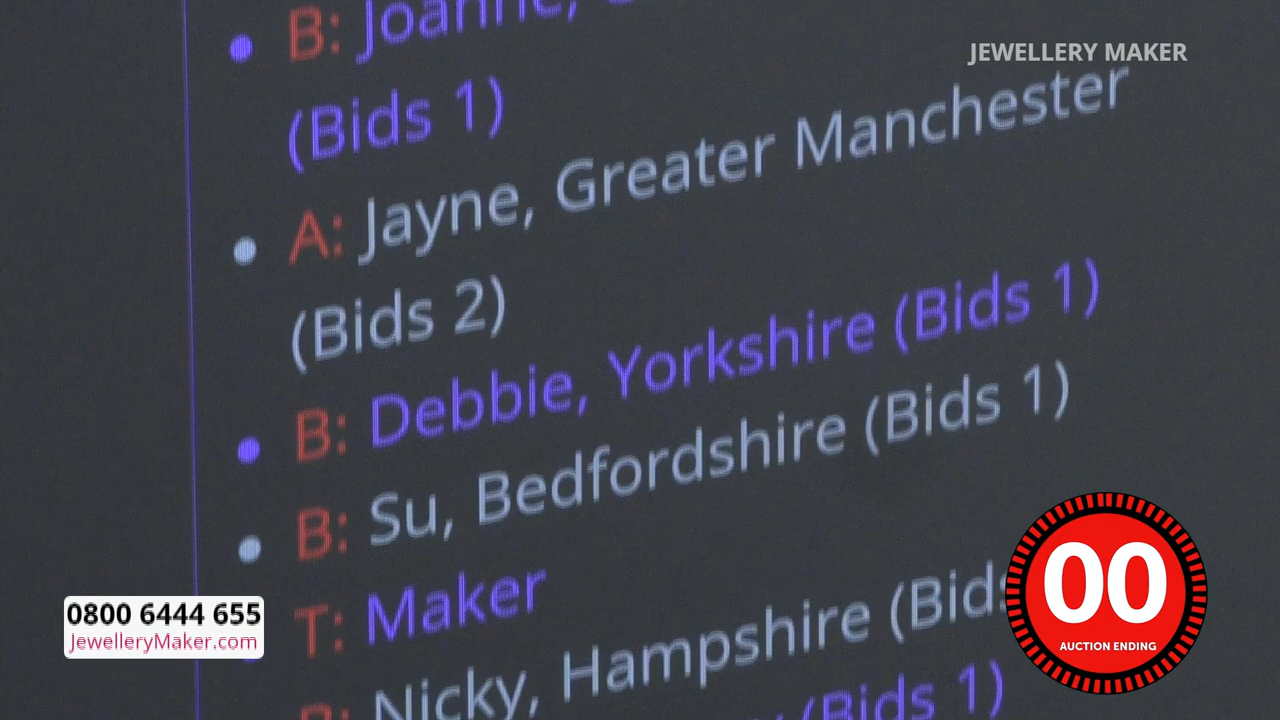 B: Joanne,
(Bids 1)
JEWELLERY MAKER
A: Jayne, Greater Manchester
(Bids 2)
B: Debbie, Yorkshire (Bids 1)
B: Su, Bedfordshire (Bids 1)
T: Maker
B: Nicky, Hampshire (Bids
(Bids 1)
0800 6444 655
JewelleryMaker.com
00
AUCTION ENDING